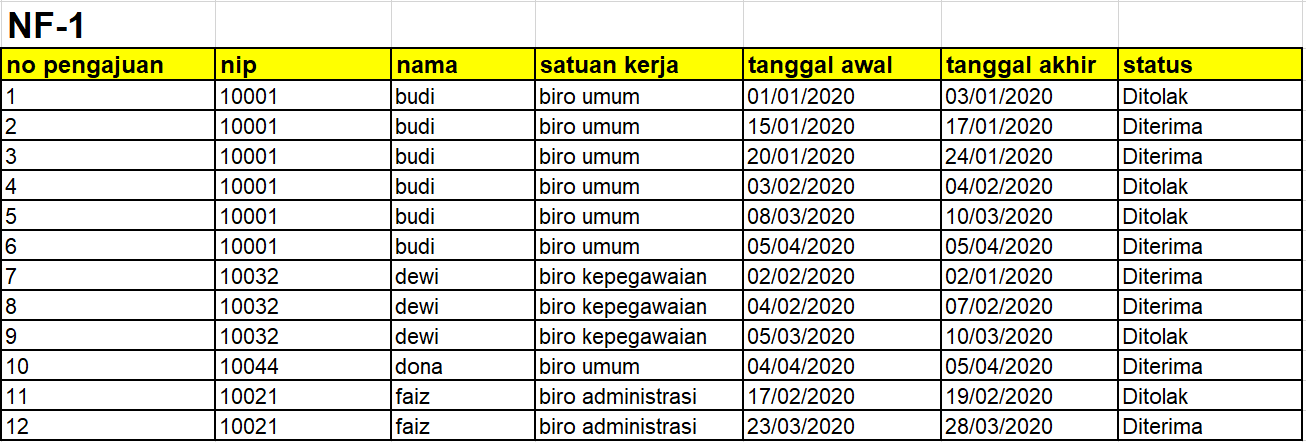 NF-1
no pengajuan nip nama satuan kerja tanggal awal tanggal akhir status
1 10001 budi biro umum 01/01/2020 03/01/2020 Ditolak
2 10001 budi biro umum 15/01/2020 17/01/2020 Diterima
3 10001 budi biro umum 20/01/2020 24/01/2020 Diterima
4 10001 budi biro umum 03/02/2020 04/02/2020 Ditolak
5 10001 budi biro umum 08/03/2020 10/03/2020 Ditolak
6 10001 budi biro umum 05/04/2020 05/04/2020 Diterima
7 10032 dewi biro kepegawaian 02/02/2020 02/01/2020 Diterima
8 10032 dewi biro kepegawaian 04/02/2020 07/02/2020 Diterima
9 10032 dewi biro kepegawaian 05/03/2020 10/03/2020 Ditolak
10 10044 dona biro umum 04/04/2020 05/04/2020 Diterima
11 10021 faiz biro administrasi 17/02/2020 19/02/2020 Ditolak
12 10021 faiz biro administrasi 23/03/2020 28/03/2020 Diterima